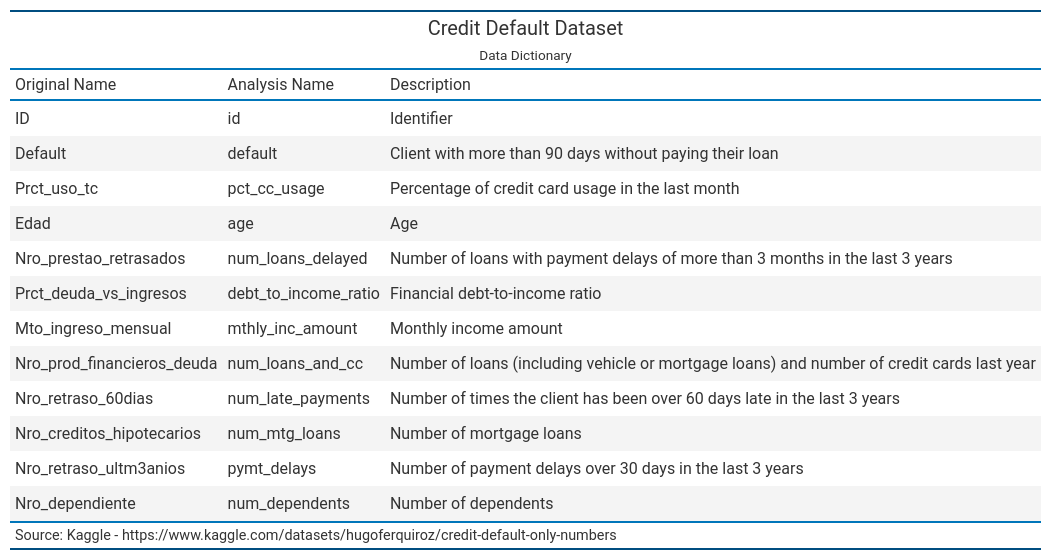 Credit Default Dataset
Data Dictionary
Original Name Analysis Name Description
ID id Identifier
Default default Client with more than 90 days without paying their loan
Prct_uso_tc pct_cc_usage Percentage of credit card usage in the last month
Edad age Age
Nro_prestao_retrasados num_loans_delayed Number of loans with payment delays of more than 3 months in the last 3 years
Prct_deuda_vs_ingresos debt_to_income_ratio Financial debt-to-income ratio
Mto_ingreso_mensual mthly_inc_amount Monthly income amount
Nro_prod_financieros_deuda num_loans_and_cc Number of loans (including vehicle or mortgage loans) and number of credit cards last year
Nro_retraso_60dias num_late_payments Number of times the client has been over 60 days late in the last 3 years
Nro_creditos_hipotecarios num_mtg_loans Number of mortgage loans
Nro_retraso_ultm3anios pymt_delays Number of payment delays over 30 days in the last 3 years
Nro_dependiente num_dependents Number of dependents
Source: Kaggle - https://www.kaggle.com/datasets/hugoferquiroz/credit-default-only-numbers